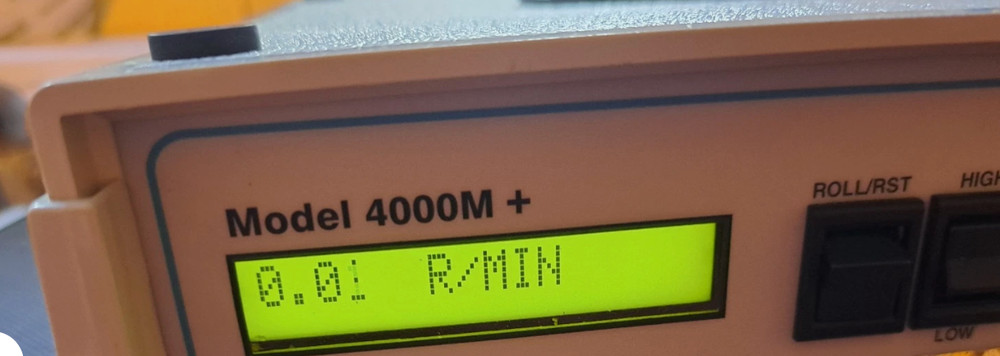 Model 4000M +
ROLL/RST
HIGH
0.01 R/MIN
LOW